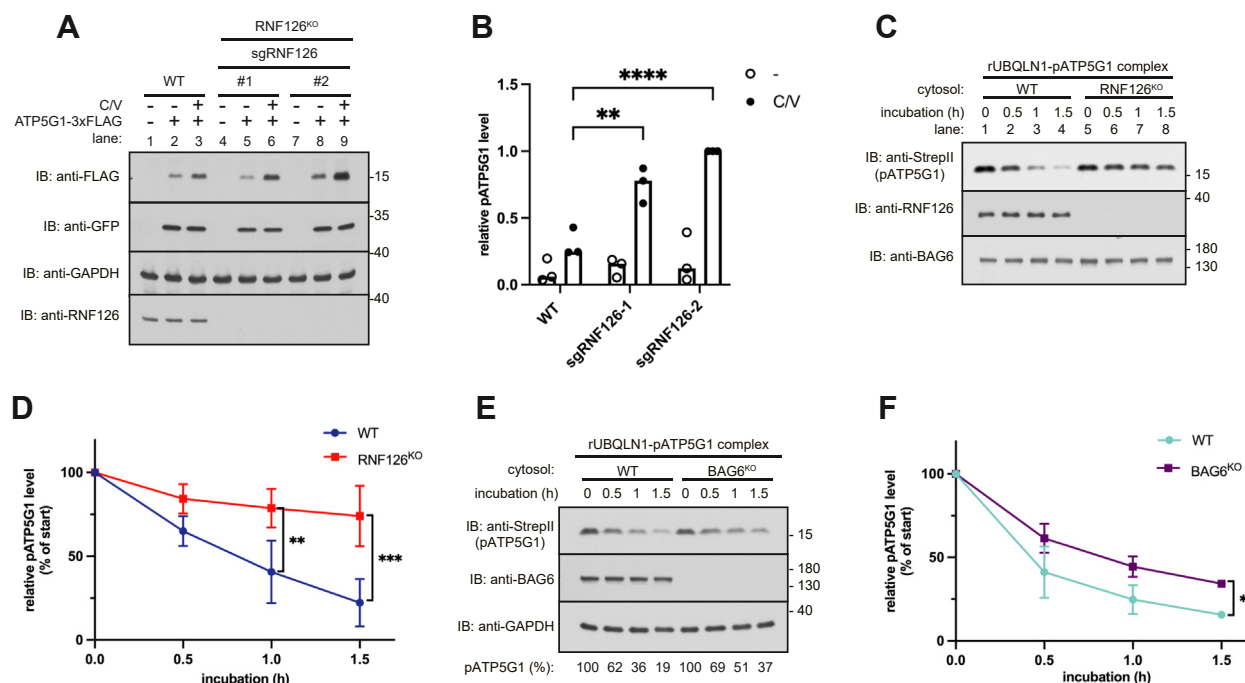 A
RNF126KO
sgRNF126
WT #1 #2
C/V - - + - - + - - +
ATP5G1-3xFLAG - + + - + + - + +
lane: 1 2 3 4 5 6 7 8 9
IB: anti-FLAG -15
IB: anti-GFP 35-
IB: anti-GAPDH -40
IB: anti-RNF126 -40
B
relative pATP5G1 level
1.5
1.0
0.5
0.0
**
****
-
C/V
WT
sgRNF126-1
sgRNF126-2
C
rUBQLN1-pATP5G1 complex
cytosol: WT RNF126KO
incubation (h) 0 0.5 1 1.5 0 0.5 1 1.5
lane: 1 2 3 4 5 6 7 8
IB: anti-StrepII
(pATP5G1)
- 15
40
-
IB: anti-RNF126
IB: anti-BAG6
180
-
- 130
D
WT
RNF126KO
relative pATP5G1 level
(% of start)
100
50
0
**
***
0.0 0.5 1.0 1.5
incubation (h)
E
rUBQLN1-pATP5G1 complex
cytosol: WT BAG6KO
incubation (h) 0 0.5 1 1.5 0 0.5 1 1.5
IB: anti-StrepII
(pATP5G1)
- 15
IB: anti-BAG6
180
-
- 130
IB: anti-GAPDH
40
-
pATP5G1 (%): 100 62 36 19 100 69 51 37
F
WT
BAG6KO
relative pATP5G1 level
(% of start)
100
50
0
*
0.0 0.5 1.0 1.5
incubation (h)